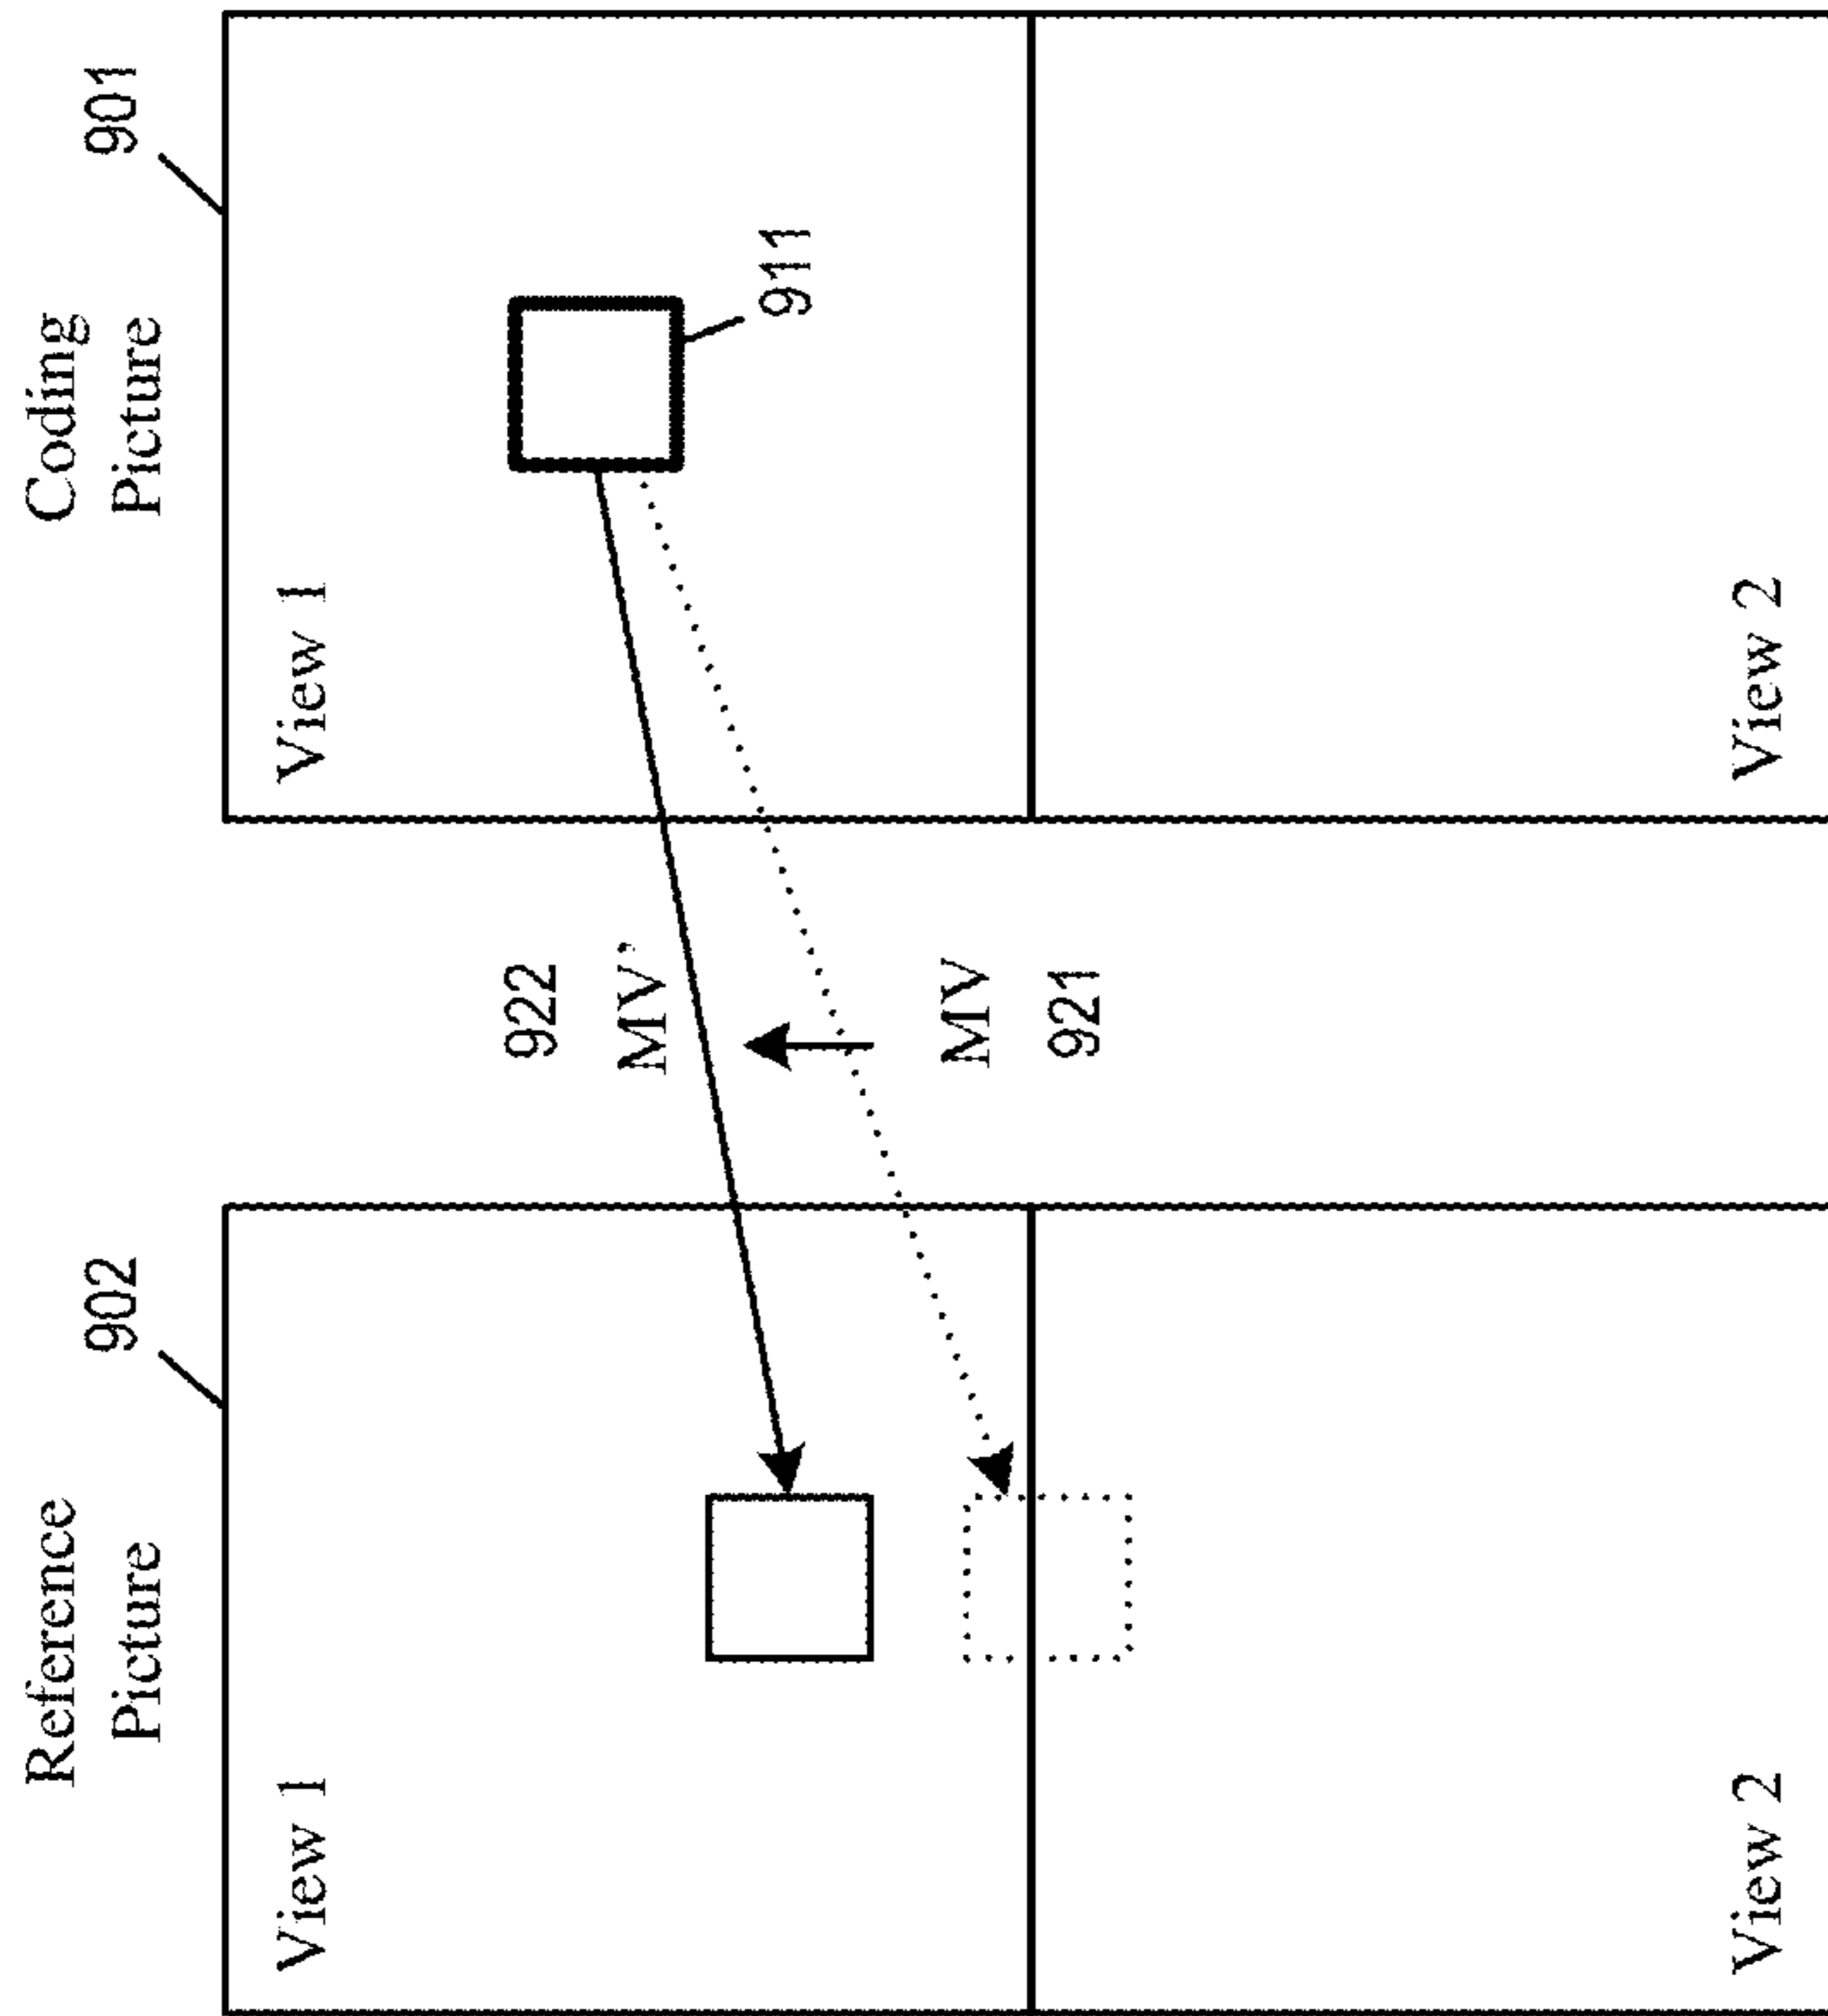 Reference
Picture
902
Coding
Picture
901
View 1
View 1
922
MV'
911
MV
921
View 2
View 2